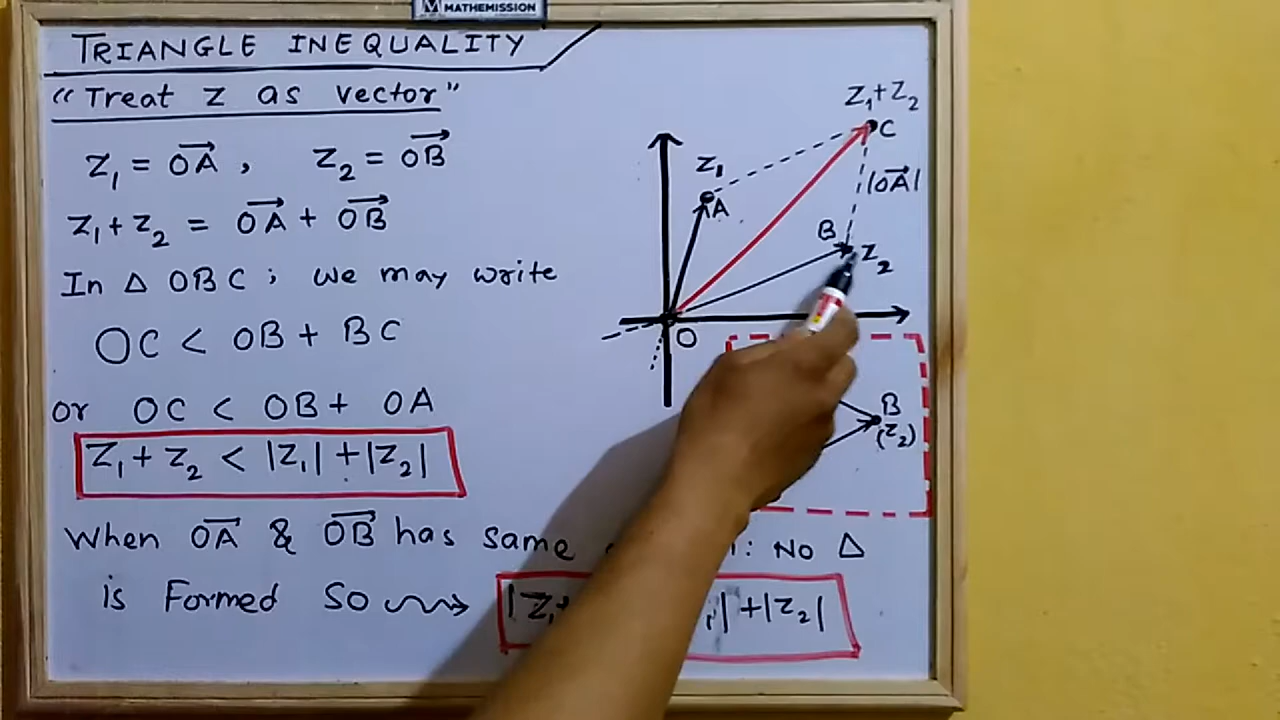 MATHEMISSION
TRIANGLE INEQUALITY
"Treat Z as vector"
Z₁ = OA⃗ , Z₂ = OB⃗
Z₁ + Z₂ = OA⃗ + OB⃗
In Δ OBC ; we may write
OC < OB + BC
or OC < OB + OA
Z₁ + Z₂ < |Z₁| + |Z₂|
When OA⃗ & OB⃗ has same : No Δ
is Formed So ⇝ |Z₁+ | + |Z₂|
Z₁+Z₂
C
Z₁
|OA⃗|
A
B
Z₂
O
B
(Z₂)